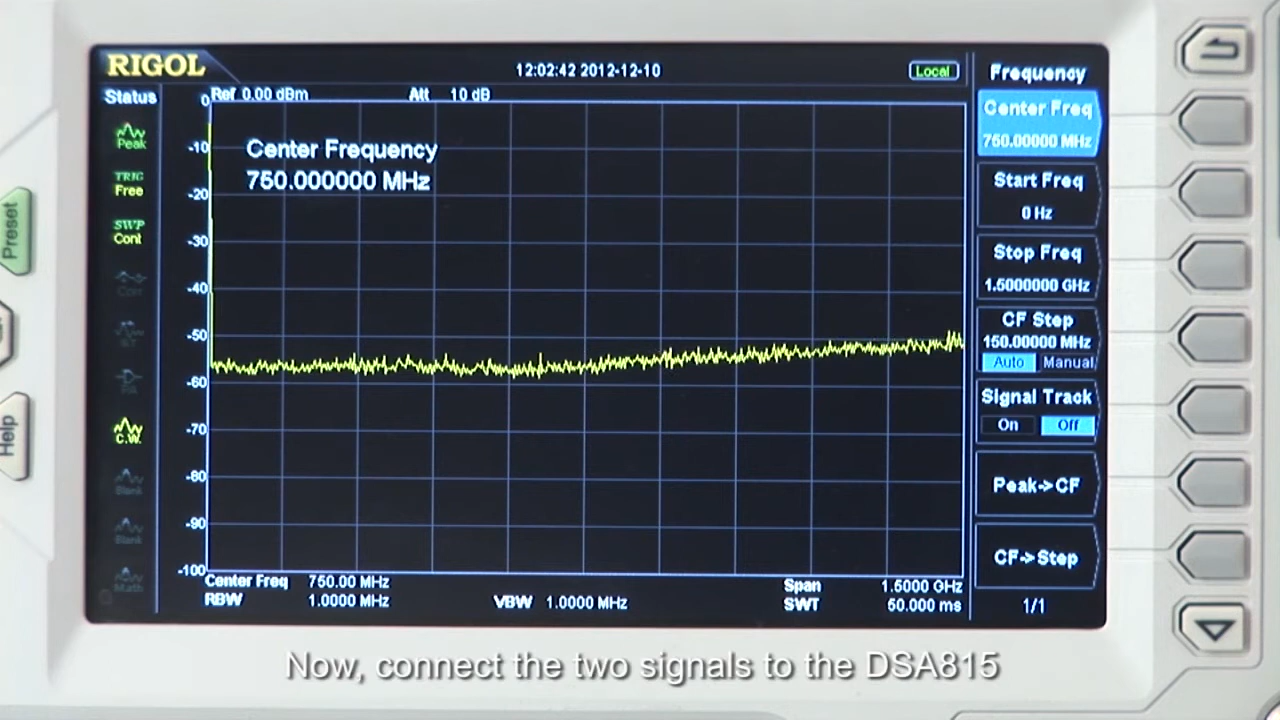 RIGOL
12:02:42 2012-12-10
Local
Status
Ref 0.00 dBm Att 10 dB
Peak
TRIG
Free
SWP
Cont
C.W.
Blank
Blank
Math
0
-10
-20
-30
-40
-50
-60
-70
-80
-90
-100
Center Frequency
750.000000 MHz
Center Freq 750.00 MHz
Span 1.5000 GHz
RBW 1.0000 MHz
VBW 1.0000 MHz
SWT 50.000 ms
Frequency
Center Freq
750.00000 MHz
Start Freq
0 Hz
Stop Freq
1.5000000 GHz
CF Step
150.00000 MHz
Auto Manual
Signal Track
On Off
Peak->CF
CF->Step
1/1
Preset
Help
Now, connect the two signals to the DSA815